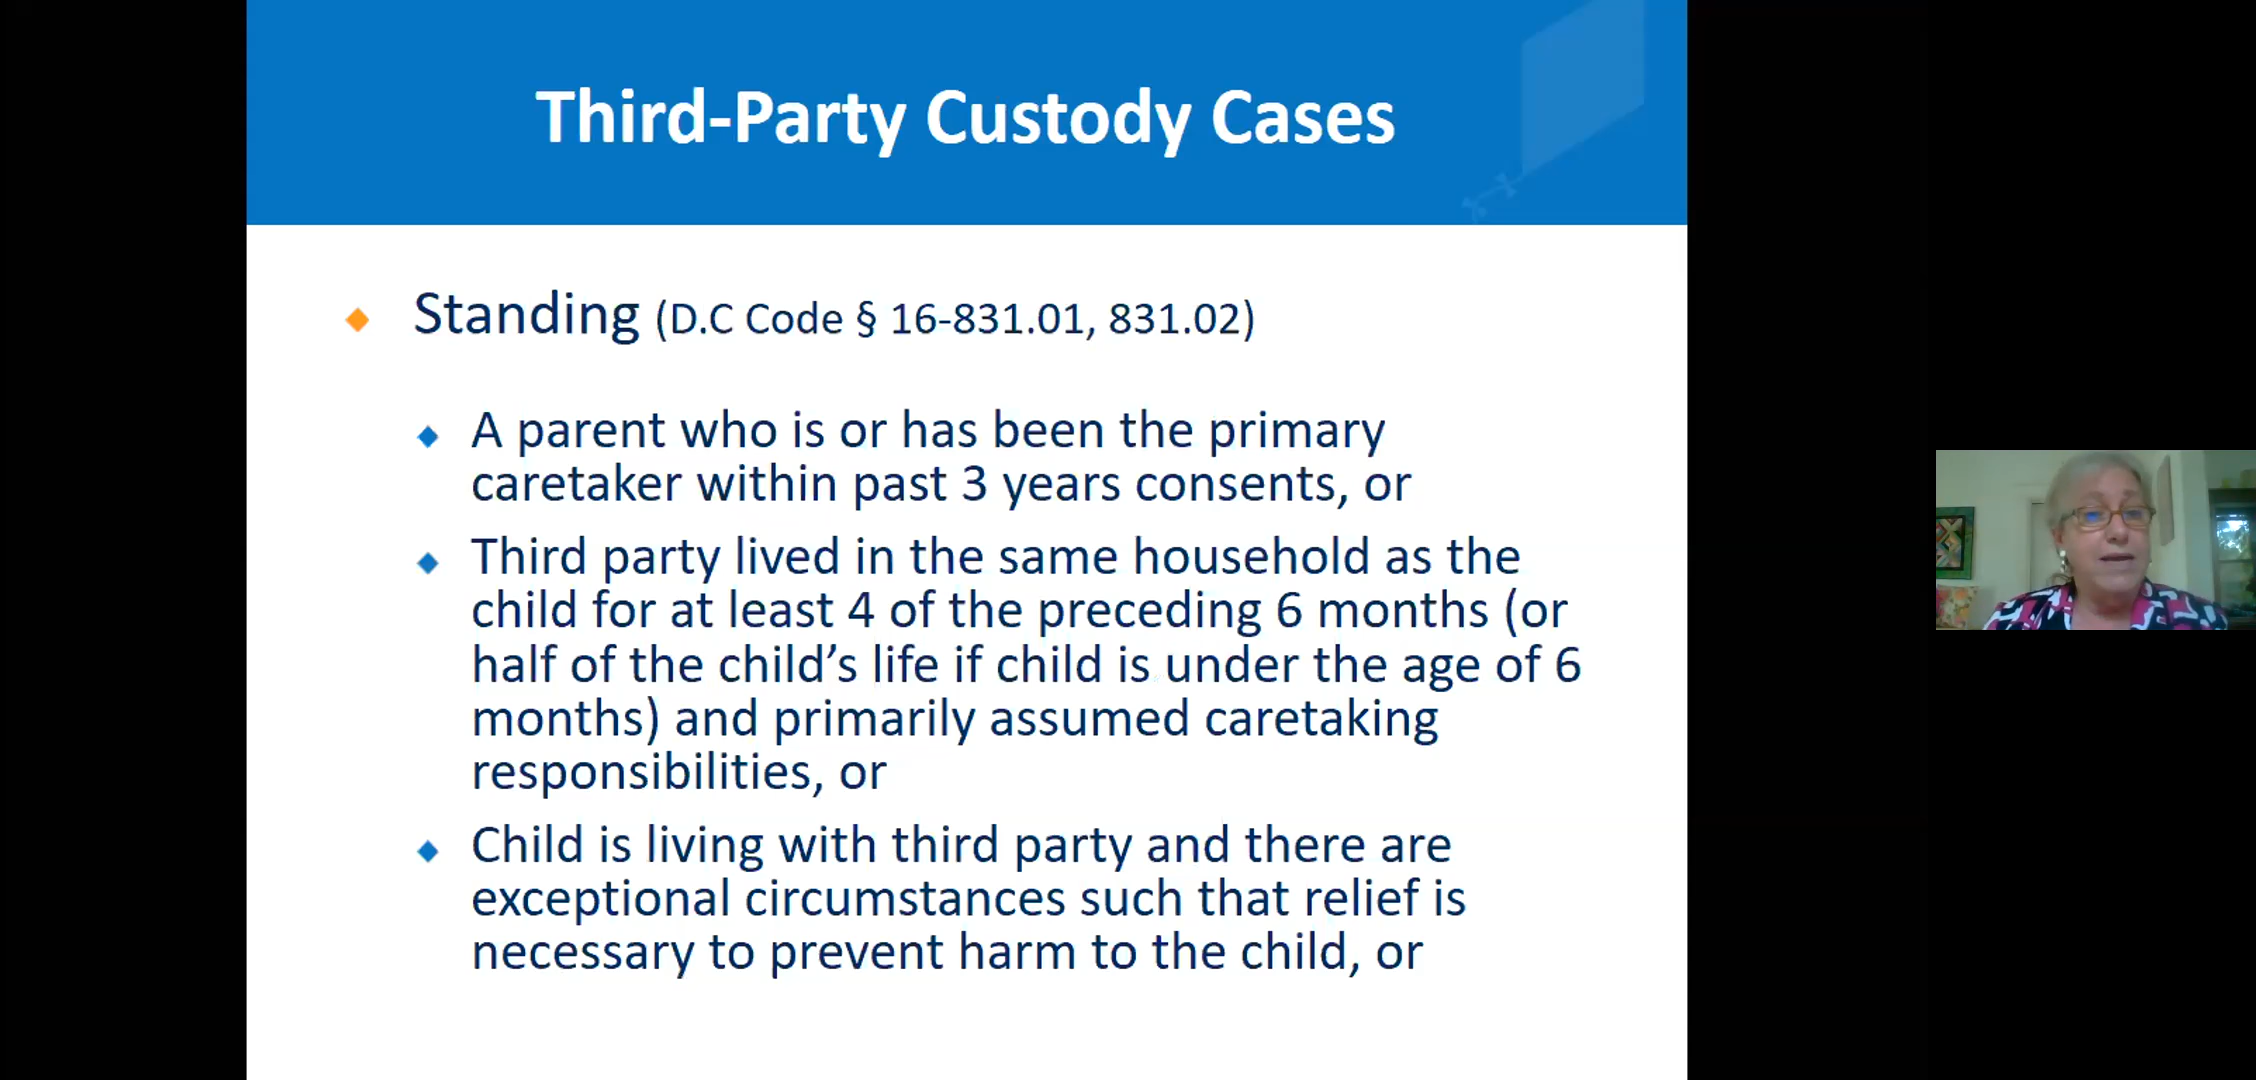 Third-Party Custody Cases
Standing (D.C Code § 16-831.01, 831.02)
A parent who is or has been the primary
caretaker within past 3 years consents, or
Third party lived in the same household as the
child for at least 4 of the preceding 6 months (or
half of the child’s life if child is under the age of 6
months) and primarily assumed caretaking
responsibilities, or
Child is living with third party and there are
exceptional circumstances such that relief is
necessary to prevent harm to the child, or